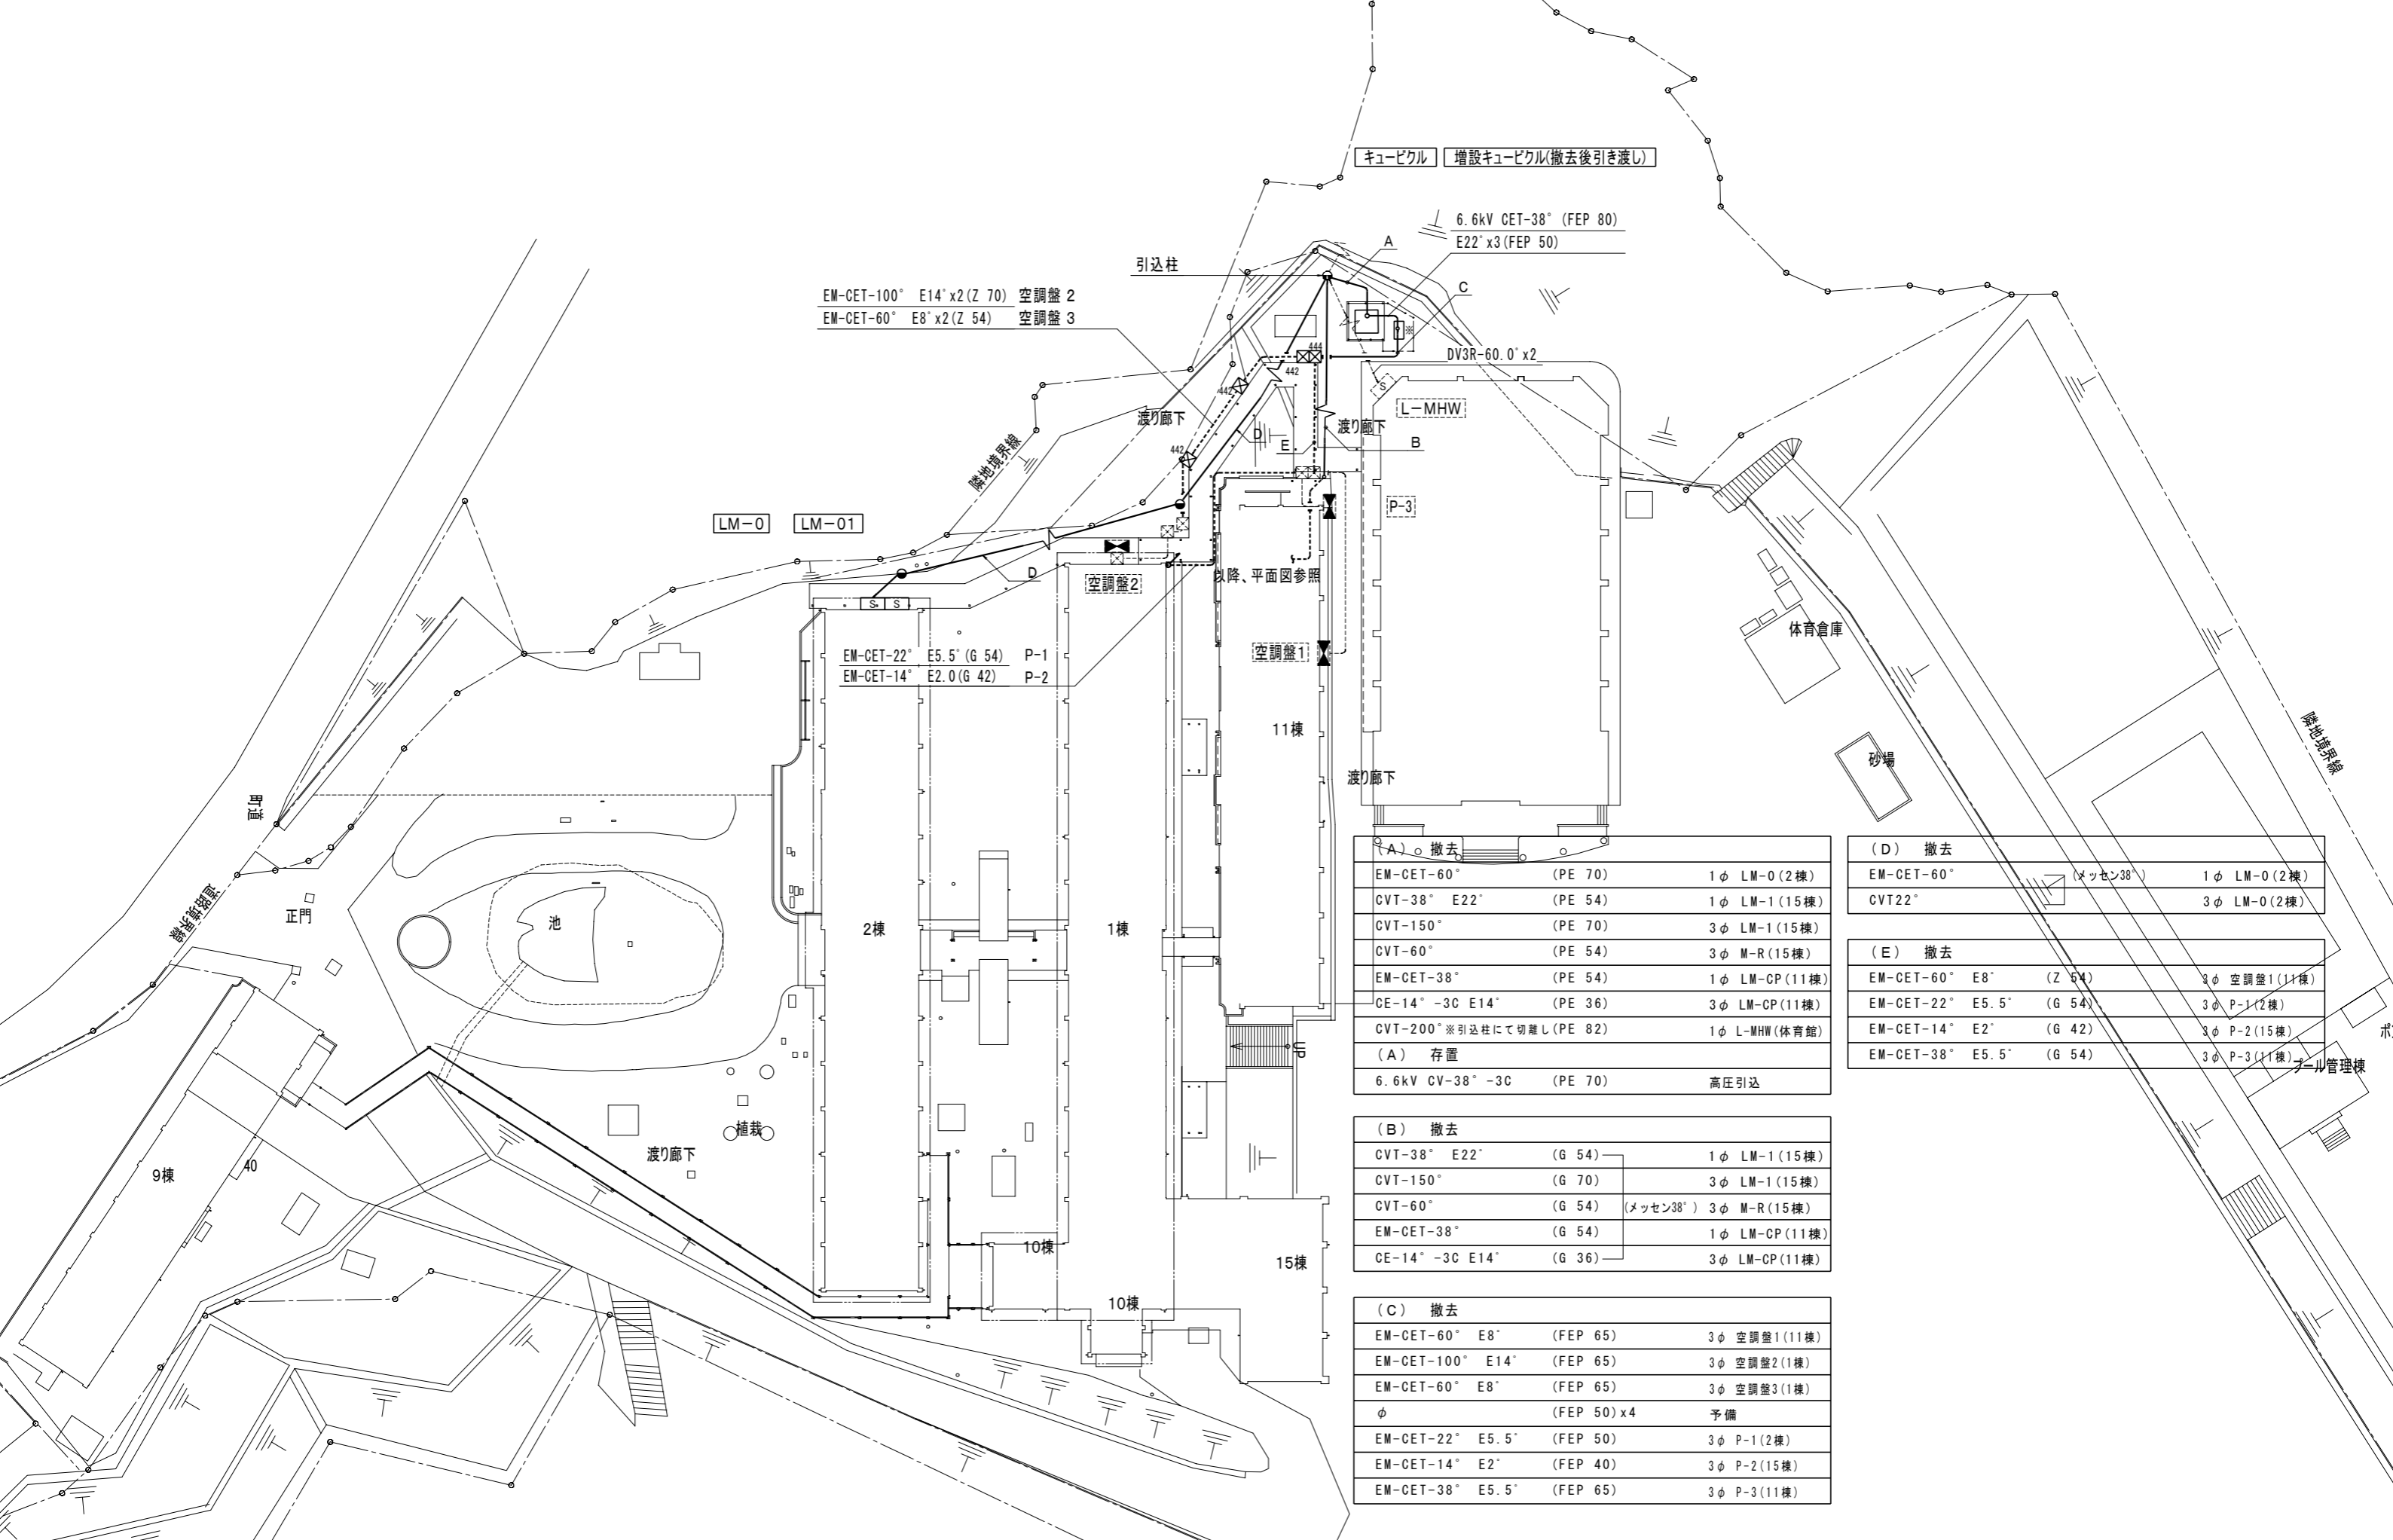 キュービクル 増設キュービクル(撤去後引き渡し)
6.6kV CET-38° (FEP 80)
E22°x3(FEP 50)
A
引込柱
C
EM-CET-100° E14°x2(Z 70) 空調盤 2
EM-CET-60° E8°x2(Z 54) 空調盤 3
※
444
DV3R-60.0°x2
442
442
S
L-MHW
渡り廊下
渡り廊下
D
E
B
442
隣地境界線
LM-0 LM-01
P-3
D
空調盤2
以降、平面図参照
S S
体育倉庫
EM-CET-22° E5.5°(G 54) P-1
EM-CET-14° E2.0(G 42) P-2
空調盤1
11棟
隣地境界線
砂場
渡り廊下
町道
道路境界線
正門
池
2棟
1棟
UP
植栽
渡り廊下
9棟
40
10棟
10棟
15棟
プール管理棟
ポ
(A) 撤去
EM-CET-60° (PE 70) 1φ LM-0(2棟)
CVT-38° E22° (PE 54) 1φ LM-1(15棟)
CVT-150° (PE 70) 3φ LM-1(15棟)
CVT-60° (PE 54) 3φ M-R(15棟)
EM-CET-38° (PE 54) 1φ LM-CP(11棟)
CE-14° -3C E14° (PE 36) 3φ LM-CP(11棟)
CVT-200°※引込柱にて切離し(PE 82) 1φ L-MHW(体育館)
(A) 存置
6.6kV CV-38° -3C (PE 70) 高圧引込
(B) 撤去
CVT-38° E22° (G 54) 1φ LM-1(15棟)
CVT-150° (G 70) 3φ LM-1(15棟)
CVT-60° (G 54) (メッセン38°) 3φ M-R(15棟)
EM-CET-38° (G 54) 1φ LM-CP(11棟)
CE-14° -3C E14° (G 36) 3φ LM-CP(11棟)
(C) 撤去
EM-CET-60° E8° (FEP 65) 3φ 空調盤1(11棟)
EM-CET-100° E14° (FEP 65) 3φ 空調盤2(1棟)
EM-CET-60° E8° (FEP 65) 3φ 空調盤3(1棟)
φ (FEP 50)x4 予備
EM-CET-22° E5.5° (FEP 50) 3φ P-1(2棟)
EM-CET-14° E2° (FEP 40) 3φ P-2(15棟)
EM-CET-38° E5.5° (FEP 65) 3φ P-3(11棟)
(D) 撤去
EM-CET-60° (メッセン38°) 1φ LM-0(2棟)
CVT22° 3φ LM-0(2棟)
(E) 撤去
EM-CET-60° E8° (Z 54) 3φ 空調盤1(11棟)
EM-CET-22° E5.5° (G 54) 3φ P-1(2棟)
EM-CET-14° E2° (G 42) 3φ P-2(15棟)
EM-CET-38° E5.5° (G 54) 3φ P-3(11棟)